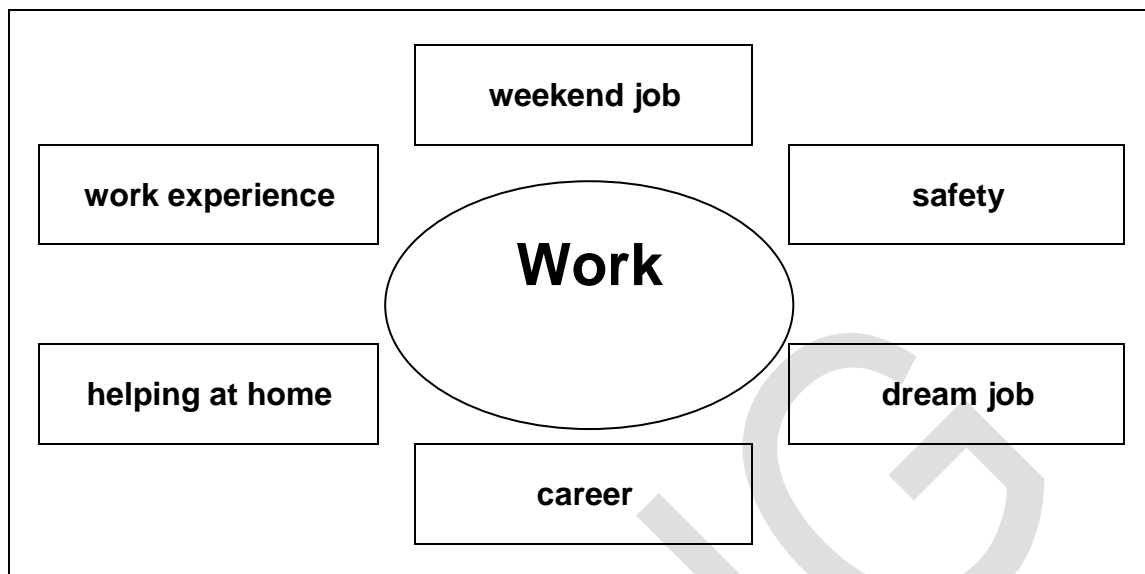 weekend job
work experience
safety
Work
helping at home
dream job
career